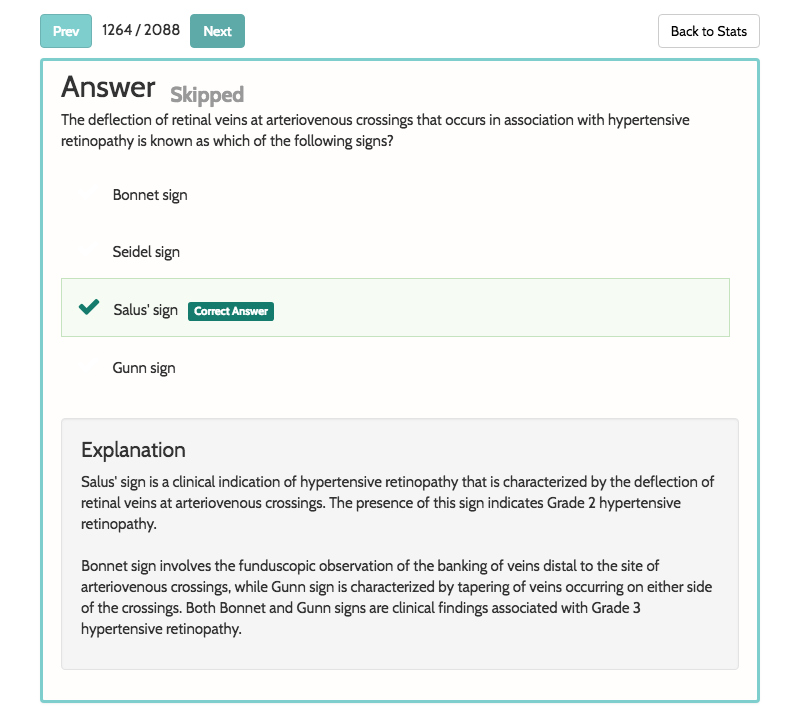 Prev 1264 / 2088 Next Back to Stats
Answer Skipped
The deflection of retinal veins at arteriovenous crossings that occurs in association with hypertensive
retinopathy is known as which of the following signs?
Bonnet sign
Seidel sign
Salus' sign Correct Answer
Gunn sign
Explanation
Salus' sign is a clinical indication of hypertensive retinopathy that is characterized by the deflection of
retinal veins at arteriovenous crossings. The presence of this sign indicates Grade 2 hypertensive
retinopathy.
Bonnet sign involves the funduscopic observation of the banking of veins distal to the site of
arteriovenous crossings, while Gunn sign is characterized by tapering of veins occurring on either side
of the crossings. Both Bonnet and Gunn signs are clinical findings associated with Grade 3
hypertensive retinopathy.